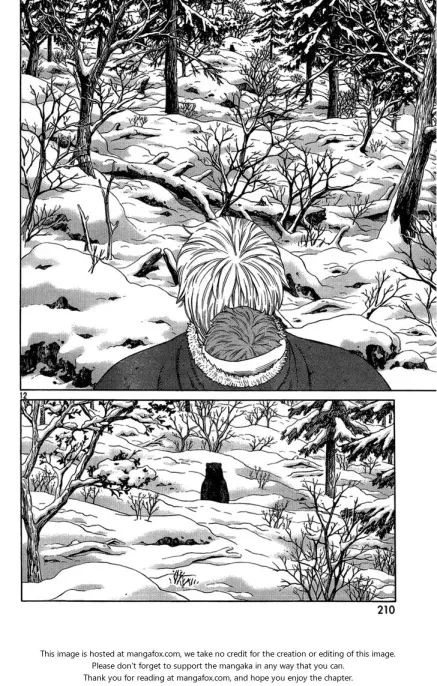 12
210
This image is hosted at mangafox.com, we take no credit for the creation or editing of this image.
Please don't forget to support the mangaka in any way that you can.
Thank you for reading at mangafox.com, and hope you enjoy the chapter.